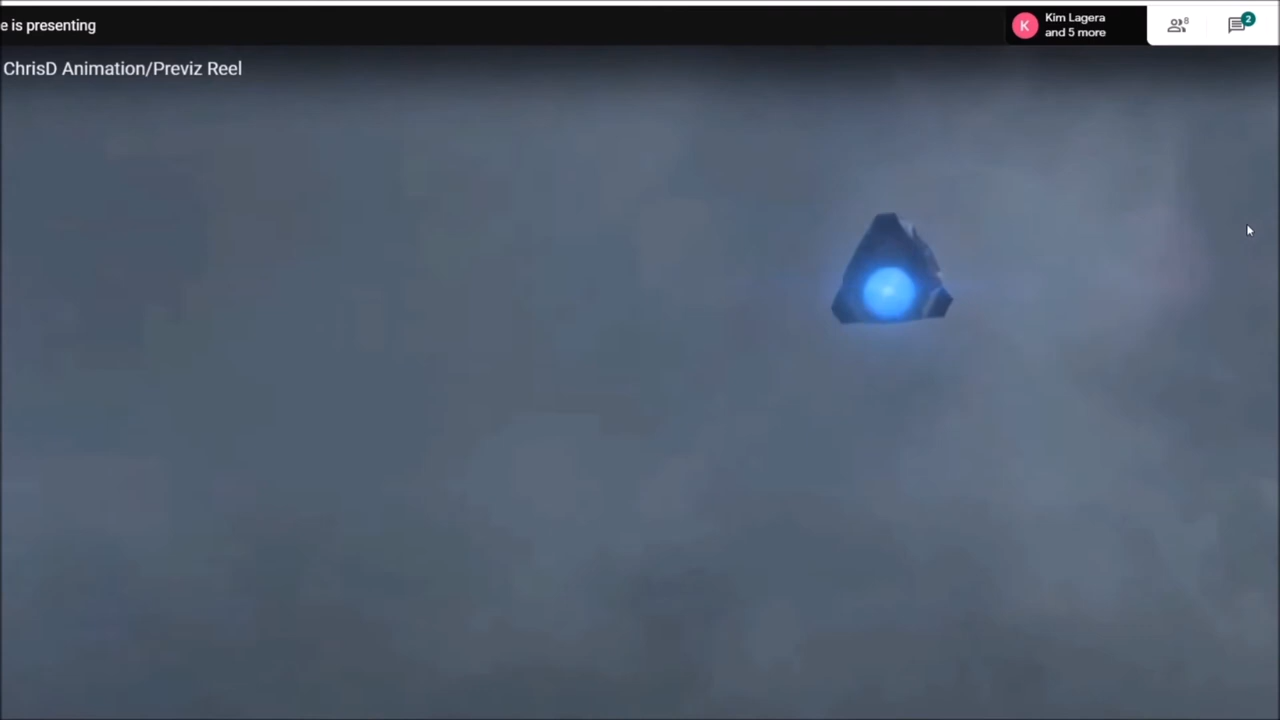 e is presenting
K
Kim Lagera
and 5 more
8
2
ChrisD Animation/Previz Reel